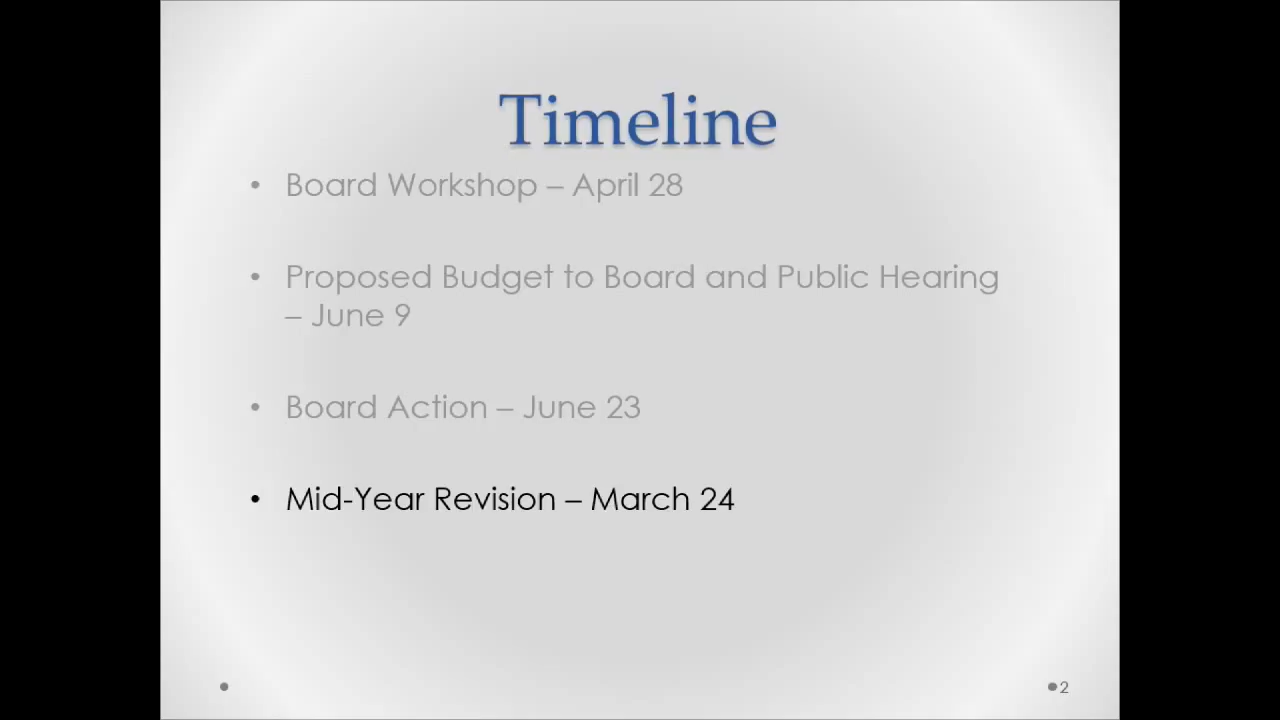 Timeline
• Board Workshop – April 28
• Proposed Budget to Board and Public Hearing
– June 9
• Board Action – June 23
• Mid-Year Revision – March 24
2